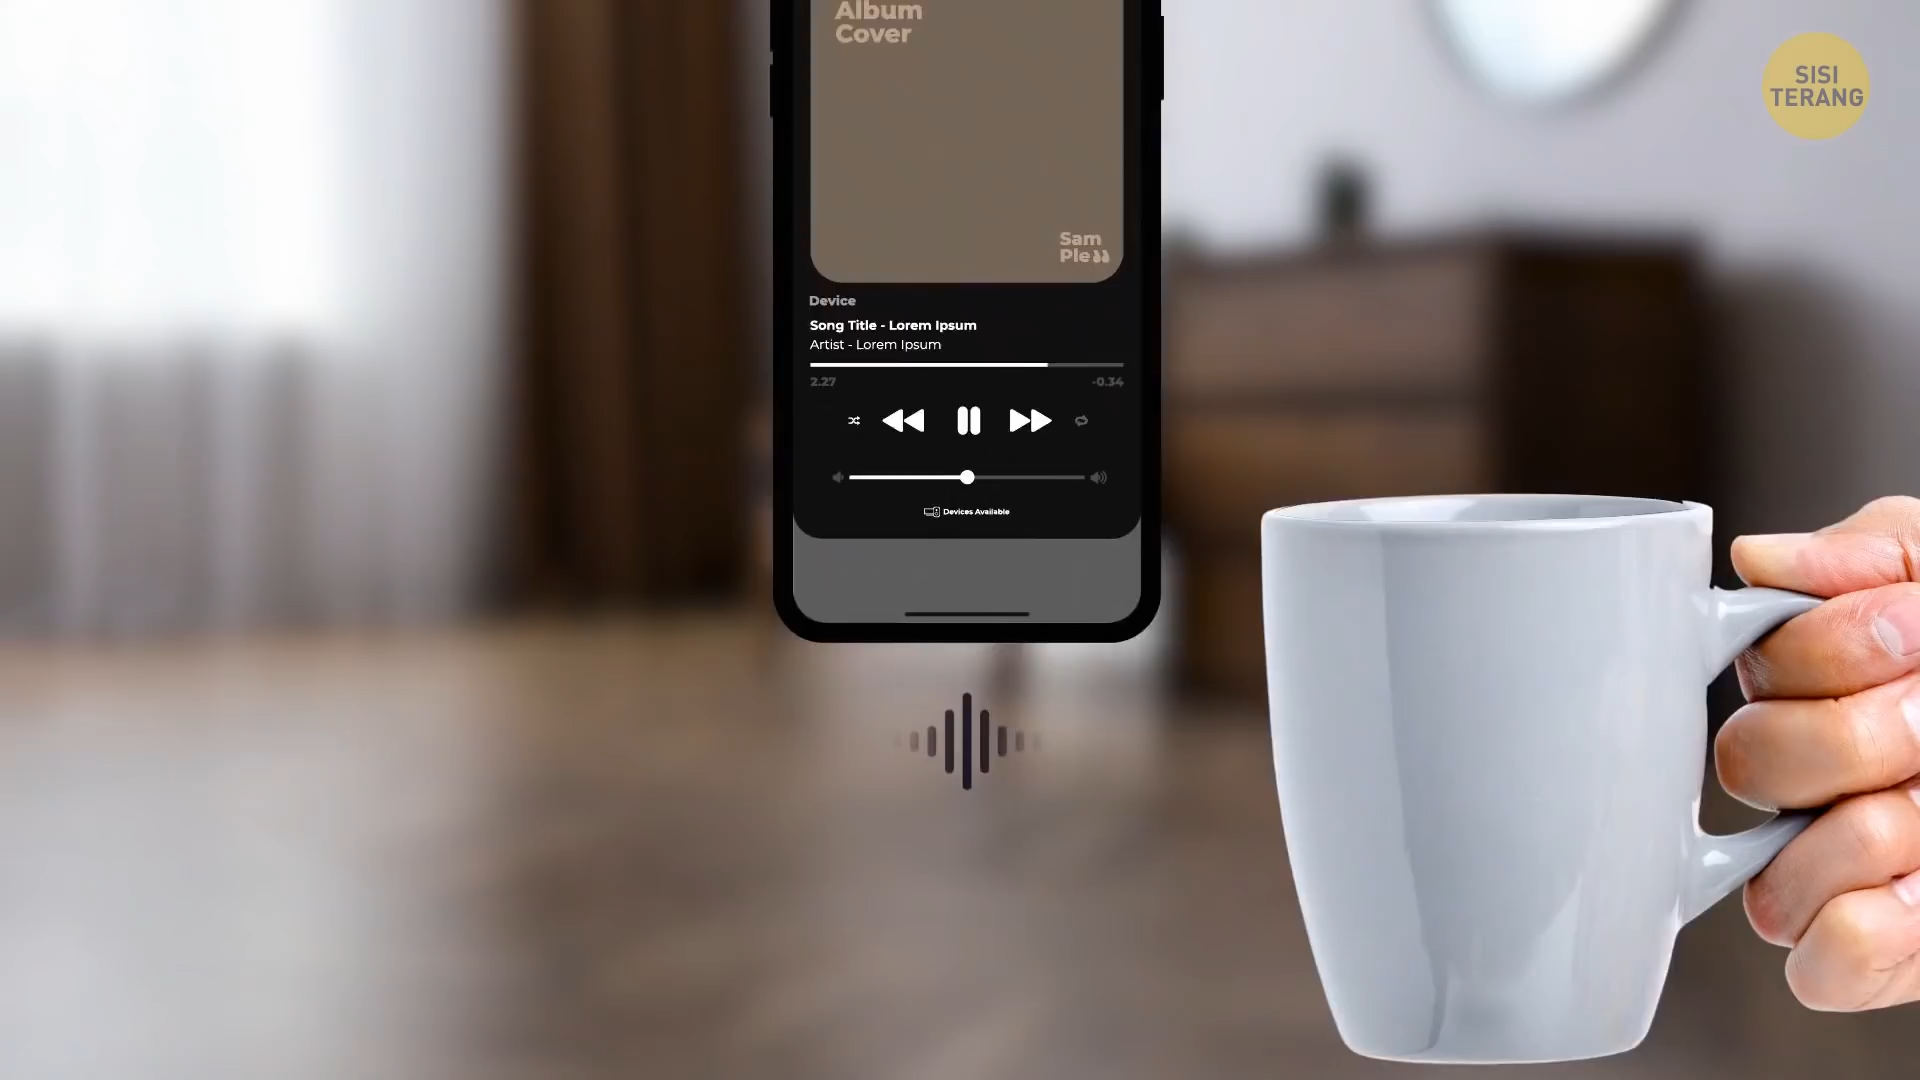 Album
Cover
SISI
TERANG
Sam
Ple
Device
Song Title - Lorem Ipsum
Artist - Lorem Ipsum
2.27
-0.34
Devices Available